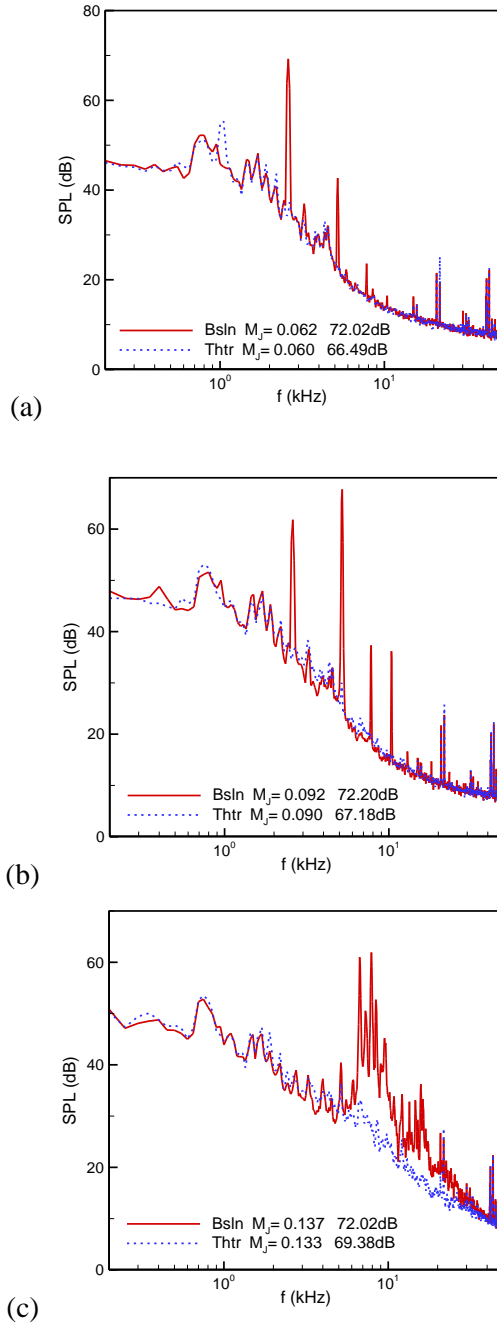 80
60
40
20
0
SPL (dB)
Bsln M_J= 0.062 72.02dB
Thtr M_J= 0.060 66.49dB
10^0 10^1
f (kHz)
(a)
60
40
20
0
SPL (dB)
Bsln M_J= 0.092 72.20dB
Thtr M_J= 0.090 67.18dB
10^0 10^1
f (kHz)
(b)
60
40
20
0
SPL (dB)
Bsln M_J= 0.137 72.02dB
Thtr M_J= 0.133 69.38dB
10^0 10^1
f (kHz)
(c)